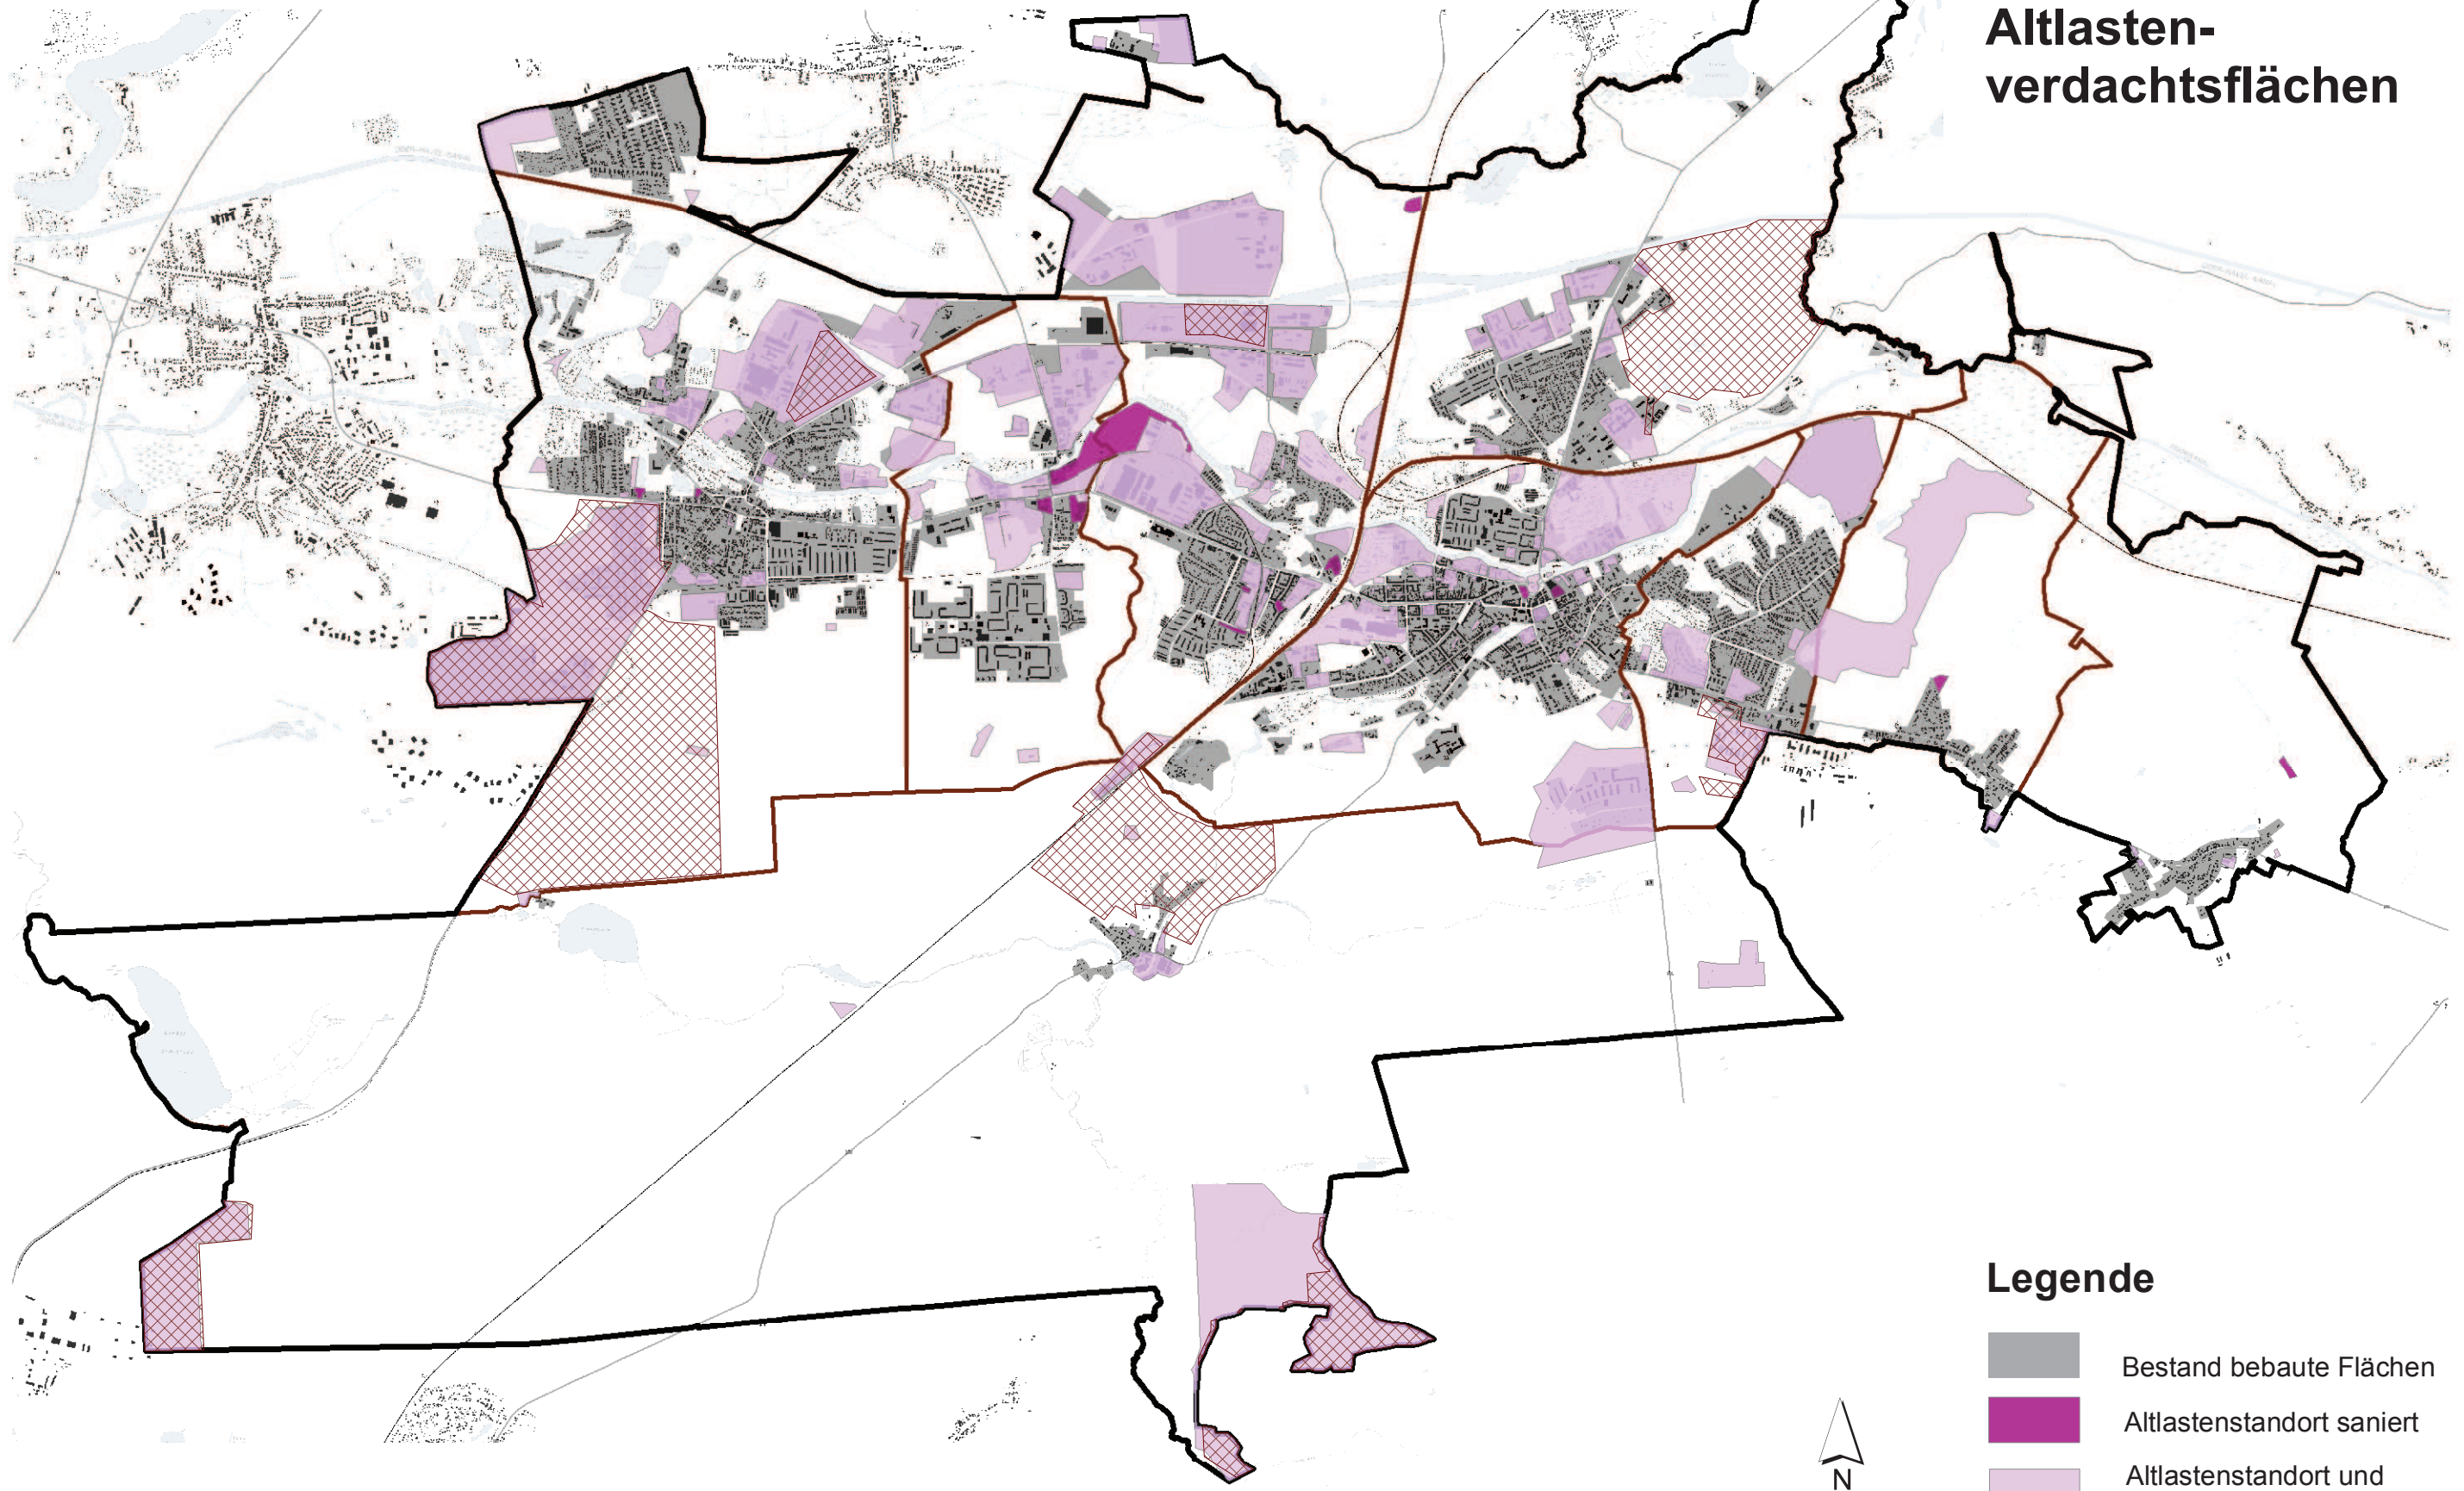 Altlasten-
verdachtsflächen
Legende
Bestand bebaute Flächen
Altlastenstandort saniert
Altlastenstandort und
N